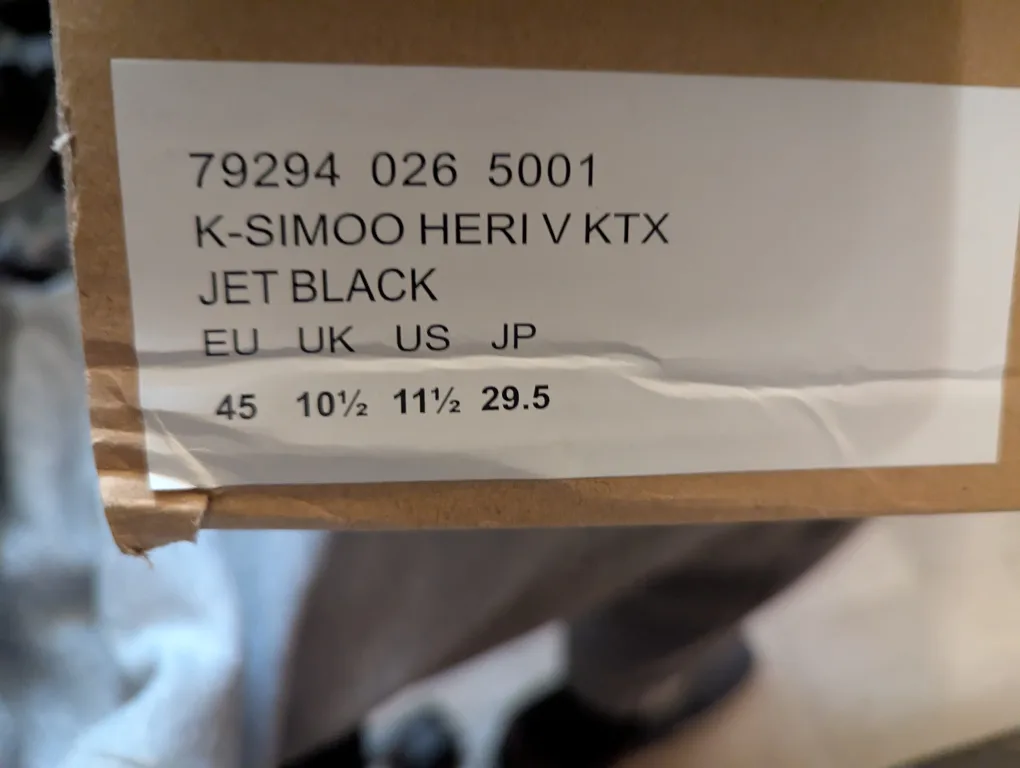 79294 026 5001
K-SIMOO HERI V KTX
JET BLACK
EU UK US JP
45 10½ 11½ 29.5